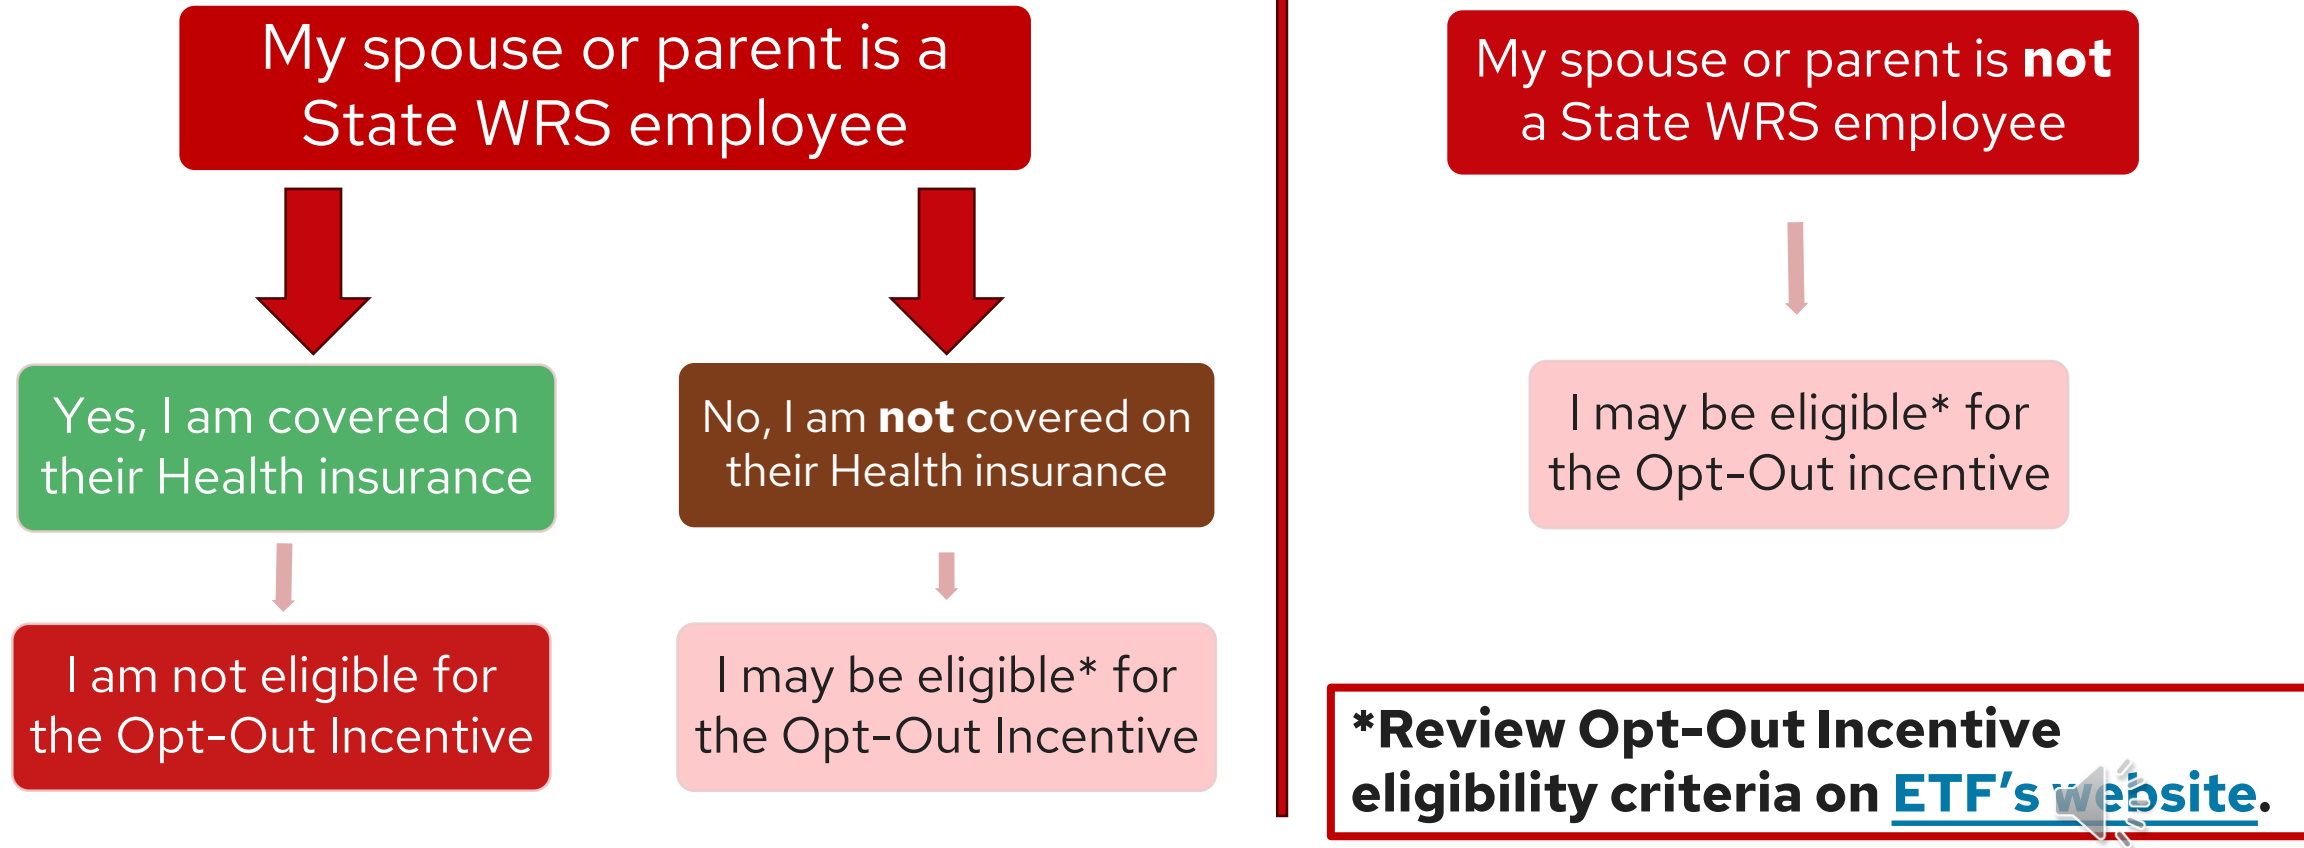 My spouse or parent is a
State WRS employee
Yes, I am covered on
their Health insurance
I am not eligible for
the Opt-Out Incentive
No, I am not covered on
their Health insurance
I may be eligible* for
the Opt-Out Incentive
My spouse or parent is not
a State WRS employee
I may be eligible* for
the Opt-Out incentive
*Review Opt-Out Incentive
eligibility criteria on ETF’s website.